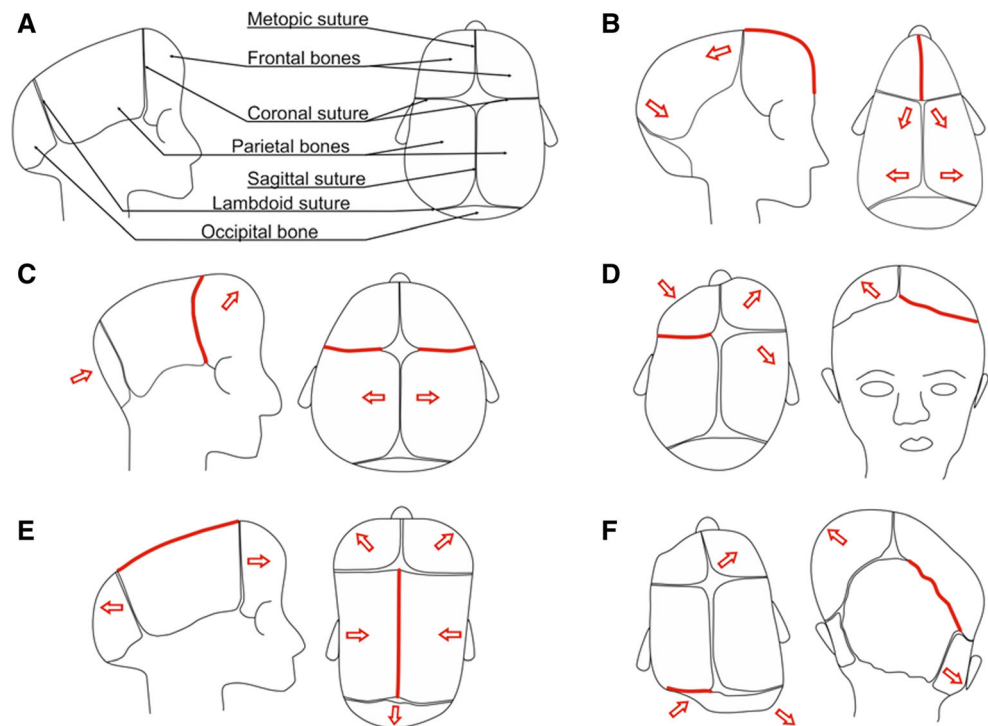 A
Metopic suture
Frontal bones
Coronal suture
Parietal bones
Sagittal suture
Lambdoid suture
Occipital bone
B
C
D
E
F